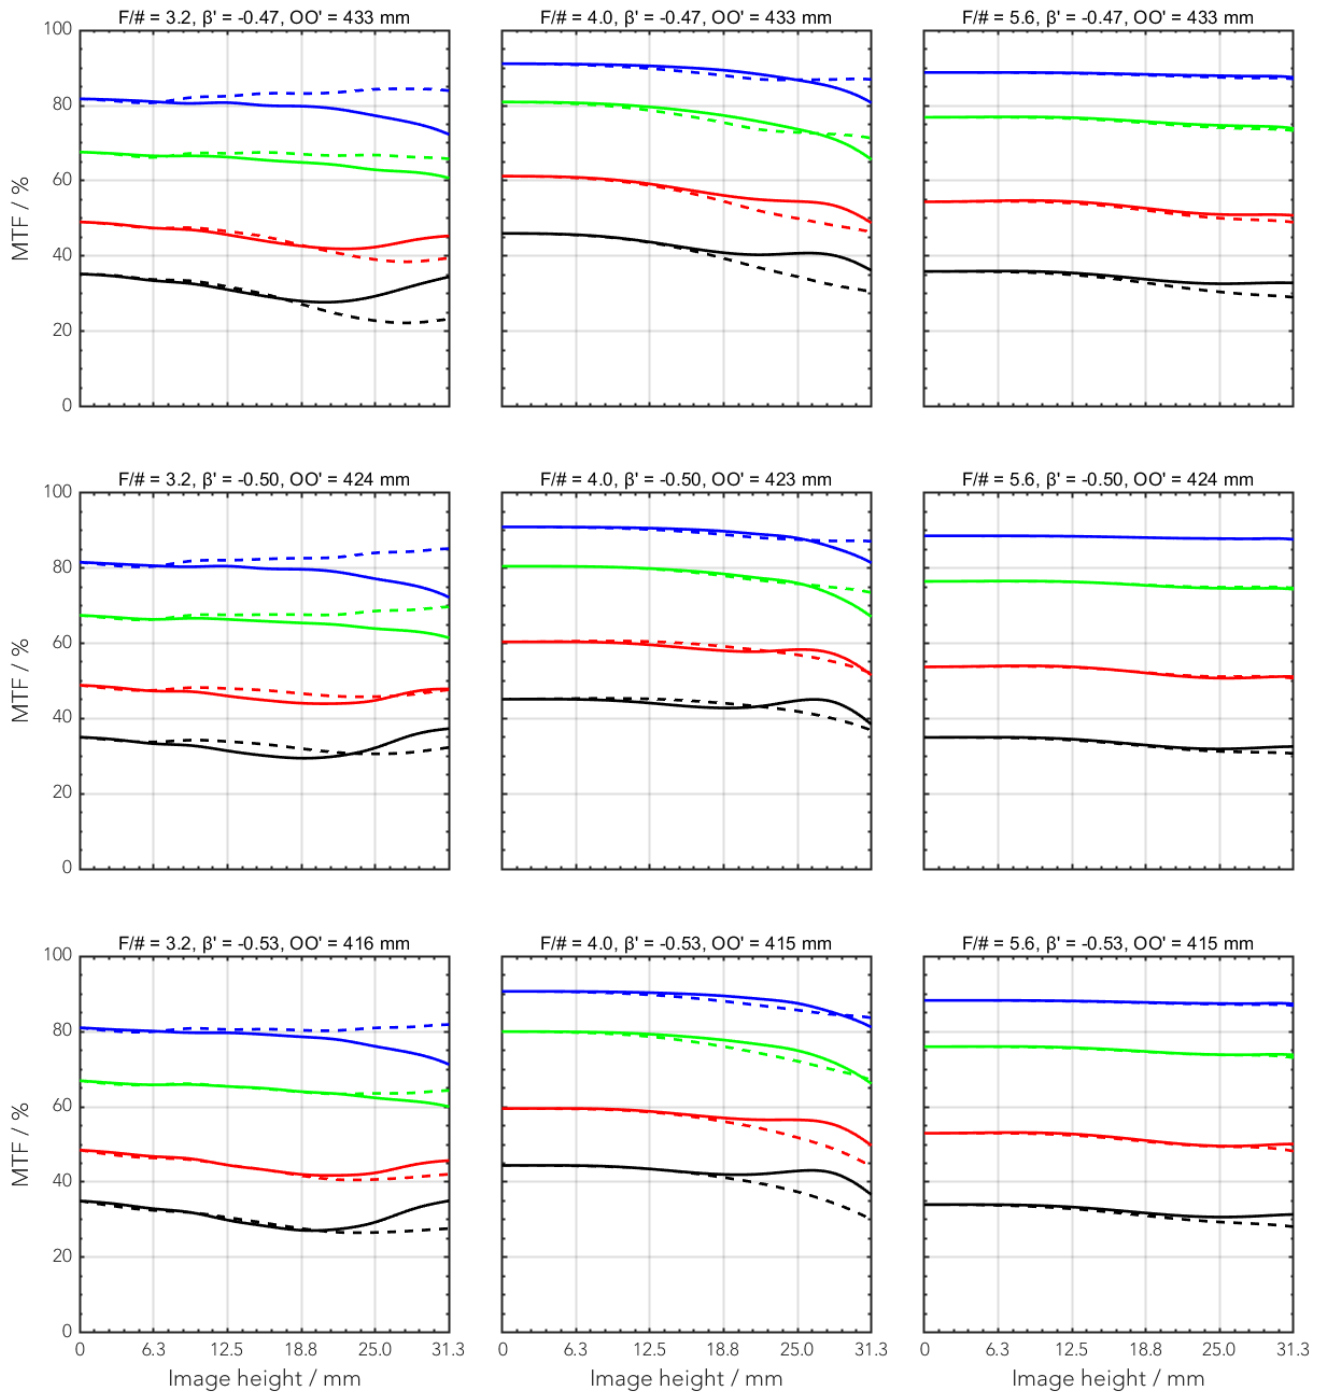 F/# = 3.2, β' = -0.47, OO' = 433 mm
F/# = 4.0, β' = -0.47, OO' = 433 mm
F/# = 5.6, β' = -0.47, OO' = 433 mm
100
80
60
40
20
0
MTF / %
F/# = 3.2, β' = -0.50, OO' = 424 mm
F/# = 4.0, β' = -0.50, OO' = 423 mm
F/# = 5.6, β' = -0.50, OO' = 424 mm
100
80
60
40
20
0
MTF / %
F/# = 3.2, β' = -0.53, OO' = 416 mm
F/# = 4.0, β' = -0.53, OO' = 415 mm
F/# = 5.6, β' = -0.53, OO' = 415 mm
100
80
60
40
20
0
MTF / %
0 6.3 12.5 18.8 25.0 31.3
0 6.3 12.5 18.8 25.0 31.3
0 6.3 12.5 18.8 25.0 31.3
Image height / mm
Image height / mm
Image height / mm